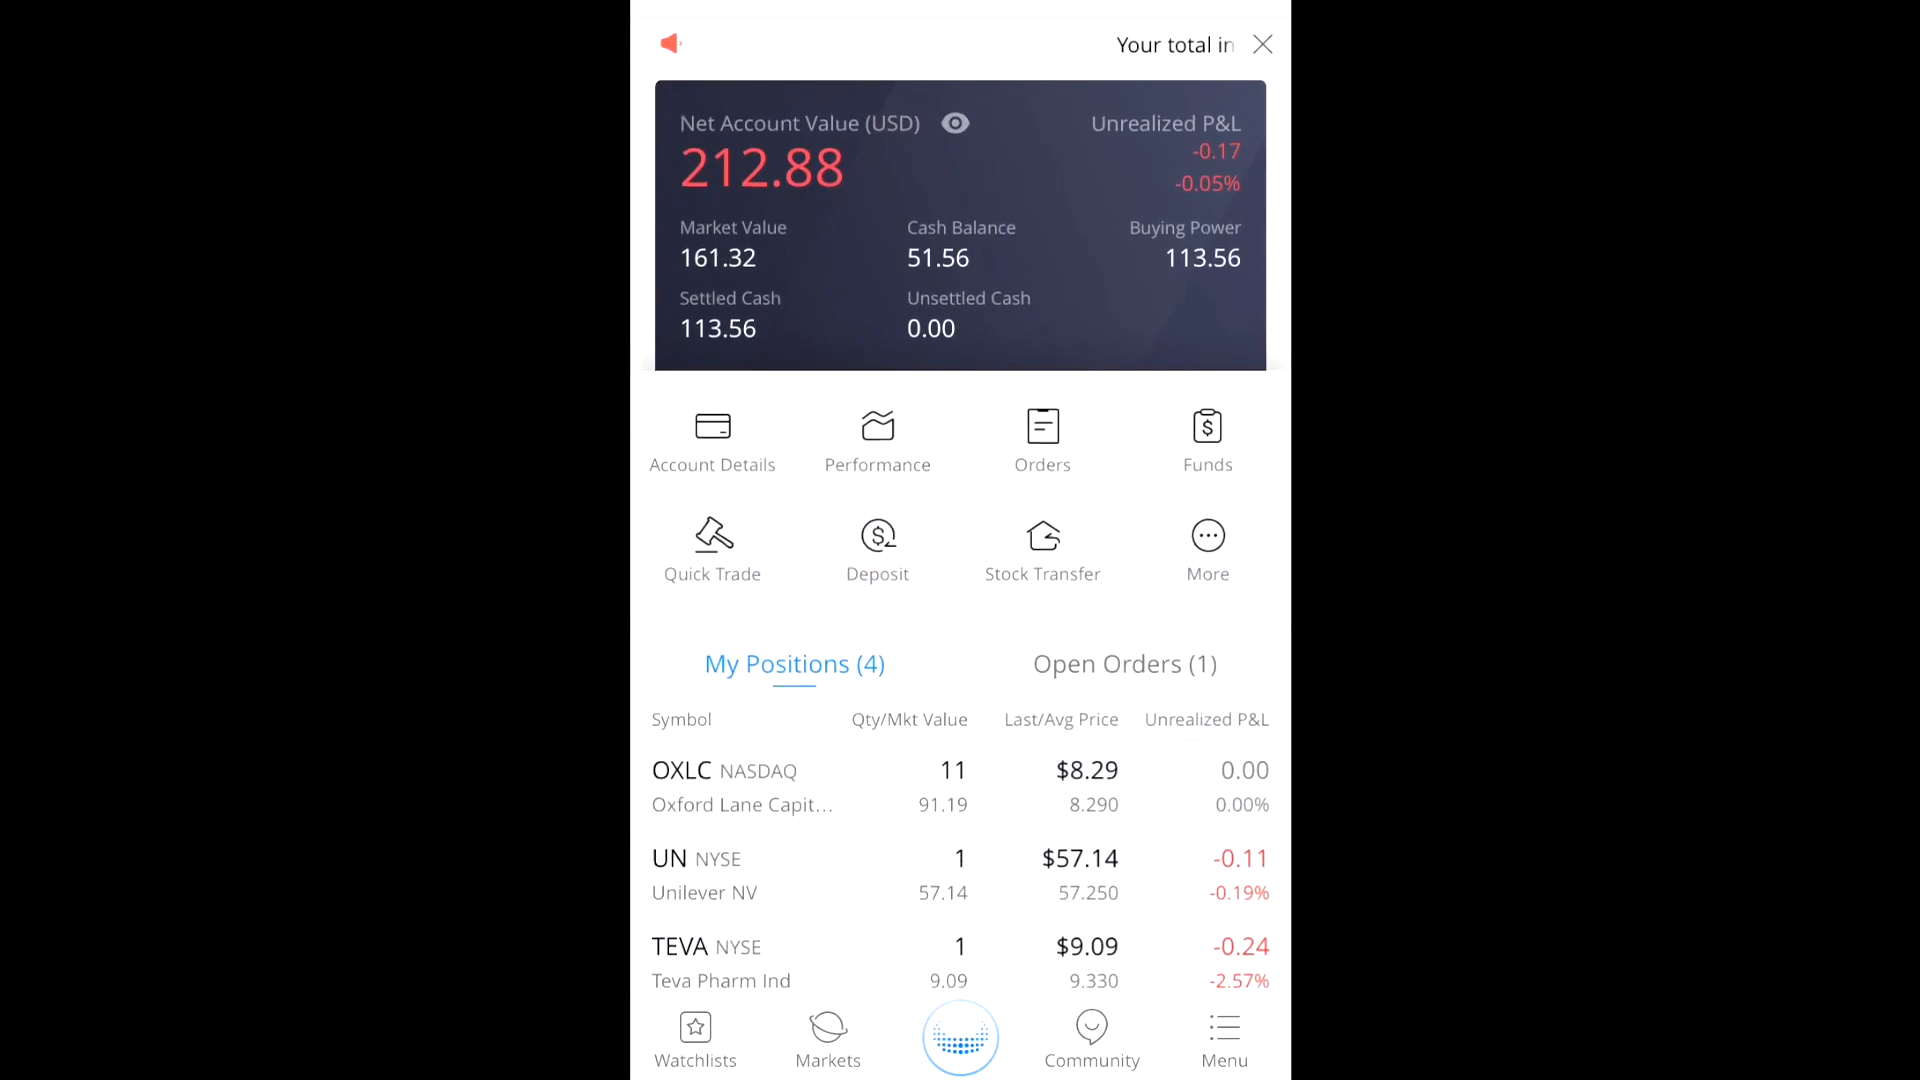 Your total in
Net Account Value (USD) Unrealized P&L
212.88 -0.17
-0.05%
Market Value Cash Balance Buying Power
161.32 51.56 113.56
Settled Cash Unsettled Cash
113.56 0.00
Account Details Performance Orders Funds
Quick Trade Deposit Stock Transfer More
My Positions (4) Open Orders (1)
Symbol Qty/Mkt Value Last/Avg Price Unrealized P&L
OXLC NASDAQ 11 $8.29 0.00
Oxford Lane Capit... 91.19 8.290 0.00%
UN NYSE 1 $57.14 -0.11
Unilever NV 57.14 57.250 -0.19%
TEVA NYSE 1 $9.09 -0.24
Teva Pharm Ind 9.09 9.330 -2.57%
Watchlists Markets Community Menu